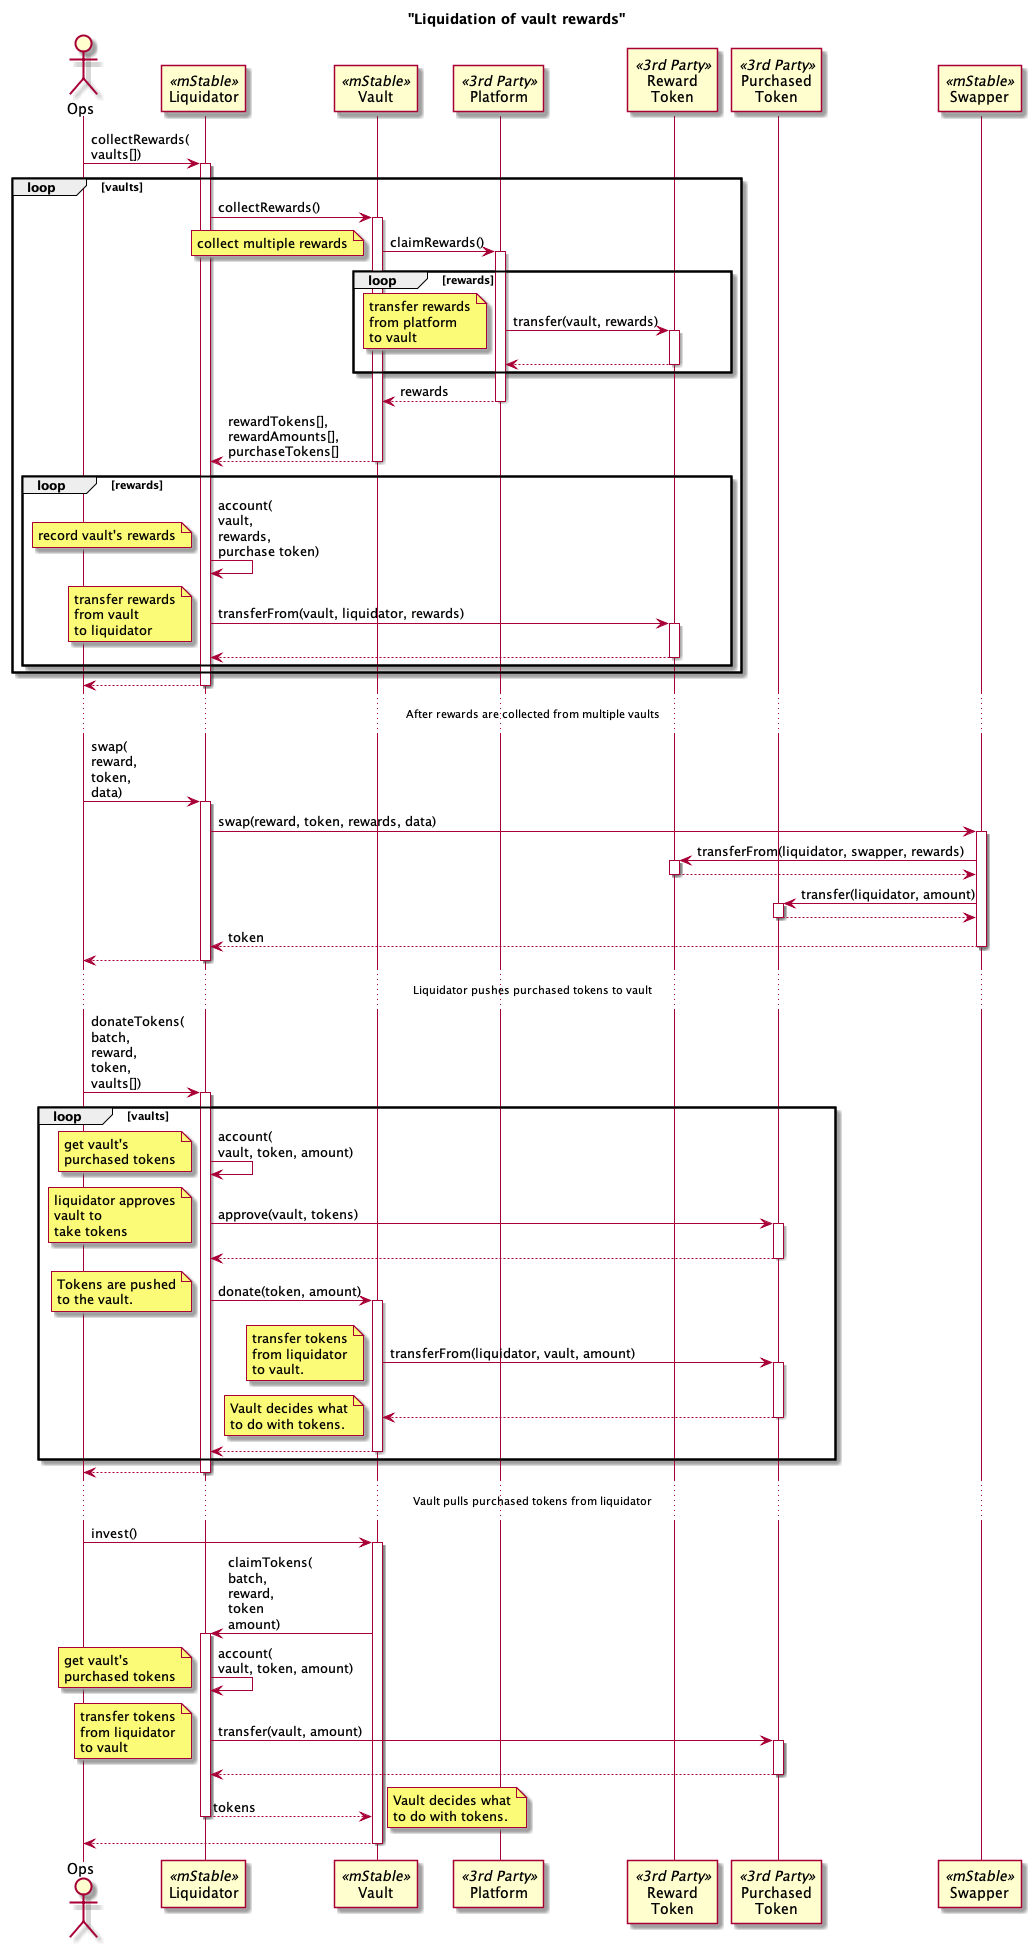 "Liquidation of vault rewards"
Ops
«mStable»
Liquidator
«mStable»
Vault
«3rd Party»
Platform
«3rd Party»
Reward
Token
«3rd Party»
Purchased
Token
«mStable»
Swapper
collectRewards(
vaults[])
loop [vaults]
collectRewards()
collect multiple rewards
claimRewards()
loop [rewards]
transfer rewards
from platform
to vault
transfer(vault, rewards)
rewards
rewardTokens[],
rewardAmounts[],
purchaseTokens[]
loop [rewards]
account(
vault,
rewards,
purchase token)
record vault's rewards
transfer rewards
from vault
to liquidator
transferFrom(vault, liquidator, rewards)
After rewards are collected from multiple vaults
swap(
reward,
token,
data)
swap(reward, token, rewards, data)
transferFrom(liquidator, swapper, rewards)
transfer(liquidator, amount)
token
Liquidator pushes purchased tokens to vault
donateTokens(
batch,
reward,
token,
vaults[])
loop [vaults]
get vault's
purchased tokens
account(
vault, token, amount)
liquidator approves
vault to
take tokens
approve(vault, tokens)
Tokens are pushed
to the vault.
donate(token, amount)
transfer tokens
from liquidator
to vault.
transferFrom(liquidator, vault, amount)
Vault decides what
to do with tokens.
Vault pulls purchased tokens from liquidator
invest()
claimTokens(
batch,
reward,
token
amount)
get vault's
purchased tokens
account(
vault, token, amount)
transfer tokens
from liquidator
to vault
transfer(vault, amount)
tokens
Vault decides what
to do with tokens.
Ops
«mStable»
Liquidator
«mStable»
Vault
«3rd Party»
Platform
«3rd Party»
Reward
Token
«3rd Party»
Purchased
Token
«mStable»
Swapper